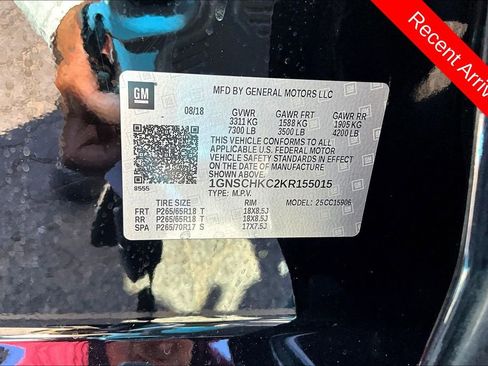 Recent Arriv
GM
MFD BY GENERAL MOTORS LLC
08/18 GVWR GAWR FRT GAWR RR
3311 KG 1588 KG 1905 KG
7300 LB 3500 LB 4200 LB
THIS VEHICLE CONFORMS TO ALL
APPLICABLE U.S. FEDERAL MOTOR
VEHICLE SAFETY STANDARDS IN EFFECT
ON THE DATE OF MANUFACTURE
SHOWN ABOVE.
1GNSCHKC2KR155015
8555 TYPE: M.P.V.
TIRE SIZE RIM MODEL: 25CC15906
FRT P265/65R18 T 18X8.5J
RR P265/65R18 T 18X8.5J
SPA P265/70R17 S 17X7.5J